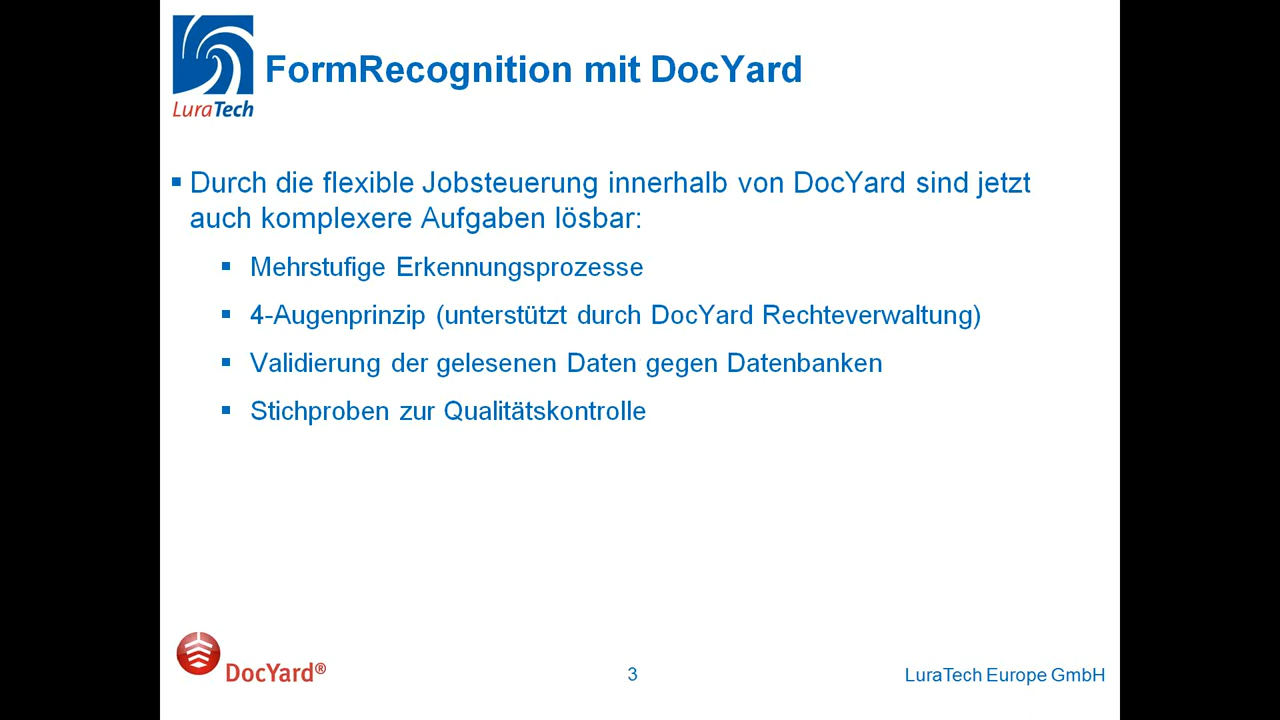 FormRecognition mit DocYard
LuraTech
▪ Durch die flexible Jobsteuerung innerhalb von DocYard sind jetzt
auch komplexere Aufgaben lösbar:
▪ Mehrstufige Erkennungsprozesse
▪ 4-Augenprinzip (unterstützt durch DocYard Rechteverwaltung)
▪ Validierung der gelesenen Daten gegen Datenbanken
▪ Stichproben zur Qualitätskontrolle
DocYard®
3
LuraTech Europe GmbH